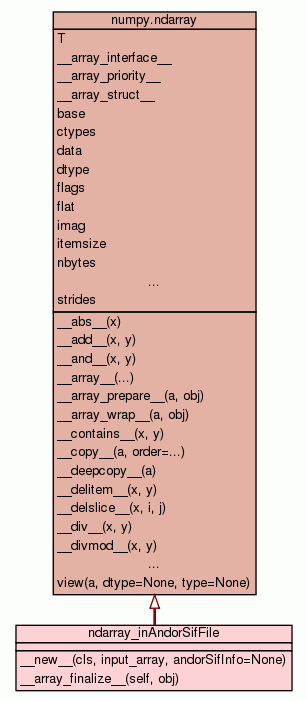 numpy.ndarray
T
__array_interface__
__array_priority__
__array_struct__
base
ctypes
data
dtype
flags
flat
imag
itemsize
nbytes
...
strides
__abs__(x)
__add__(x, y)
__and__(x, y)
__array__(...)
__array_prepare__(a, obj)
__array_wrap__(a, obj)
__contains__(x, y)
__copy__(a, order=...)
__deepcopy__(a)
__delitem__(x, y)
__delslice__(x, i, j)
__div__(x, y)
__divmod__(x, y)
...
view(a, dtype=None, type=None)
ndarray_inAndorSifFile
__new__(cls, input_array, andorSifInfo=None)
__array_finalize__(self, obj)